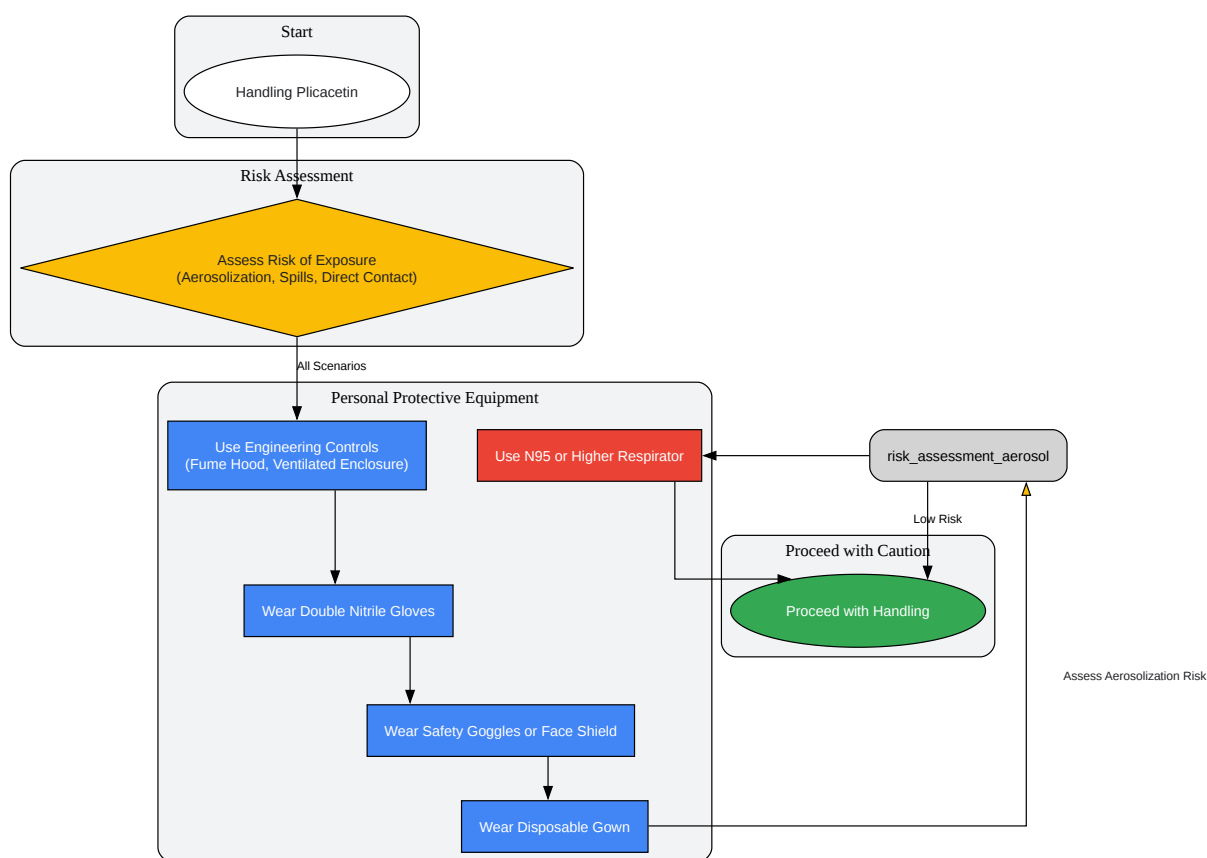 Start
Handling Plicacetin
Risk Assessment
Assess Risk of Exposure
(Aerosolization, Spills, Direct Contact)
All Scenarios
Personal Protective Equipment
Use Engineering Controls
(Fume Hood, Ventilated Enclosure)
Use N95 or Higher Respirator
risk_assessment_aerosol
Low Risk
Proceed with Caution
Wear Double Nitrile Gloves
Proceed with Handling
Assess Aerosolization Risk
Wear Safety Goggles or Face Shield
Wear Disposable Gown